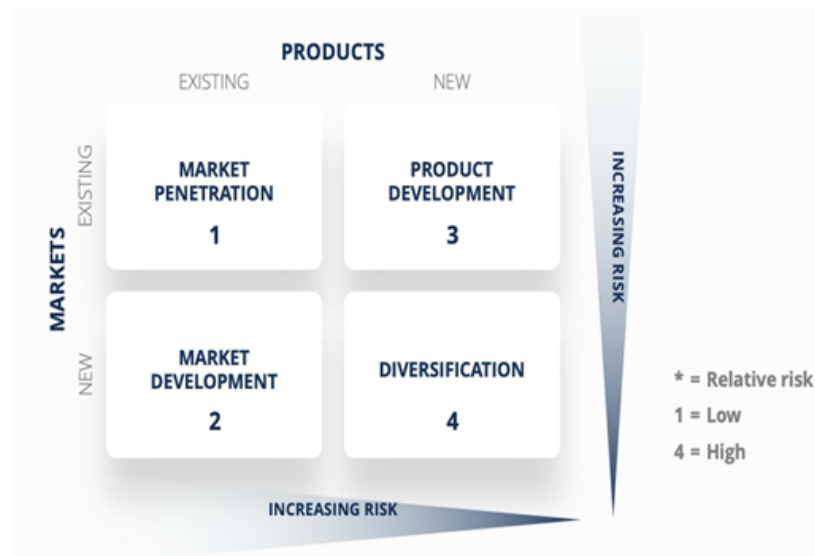 PRODUCTS
EXISTING
NEW
MARKETS
EXISTING
NEW
MARKET
PENETRATION
1
PRODUCT
DEVELOPMENT
3
MARKET
DEVELOPMENT
2
DIVERSIFICATION
4
INCREASING RISK
INCREASING RISK
* = Relative risk
1 = Low
4 = High